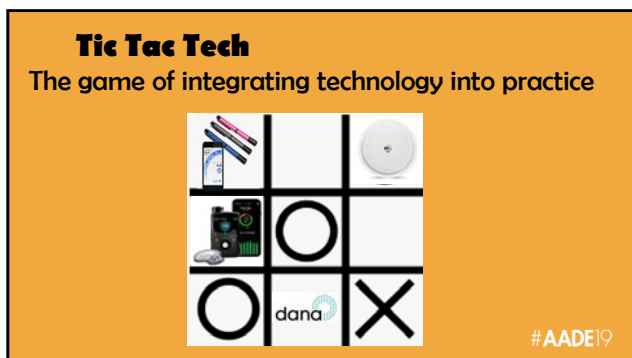 Tic Tac Tech
The game of integrating technology into practice
dana
#AADE19